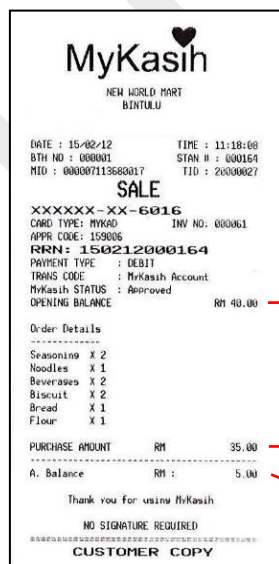 MyKasih
NEW WORLD MART
BINTULU
DATE : 15/02/12 TIME : 11:18:08
BTH NO : 000001 STAN # : 000164
MID : 000007113680017 TID : 20000027
SALE
XXXXXX-XX-6016
CARD TYPE: MYKAD INV NO: 000061
APPR CODE: 159006
RRN: 150212000164
PAYMENT TYPE : DEBIT
TRANS CODE : MyKasih Account
MyKasih STATUS : Approved
OPENING BALANCE RM 40.00
Order Details
Seasoning X 2
Noodles X 1
Beverages X 2
Biscuit X 2
Bread X 1
Flour X 1
PURCHASE AMOUNT RM 35.00
A. Balance RM : 5.00
Thank you for using MyKasih
NO SIGNATURE REQUIRED
CUSTOMER COPY